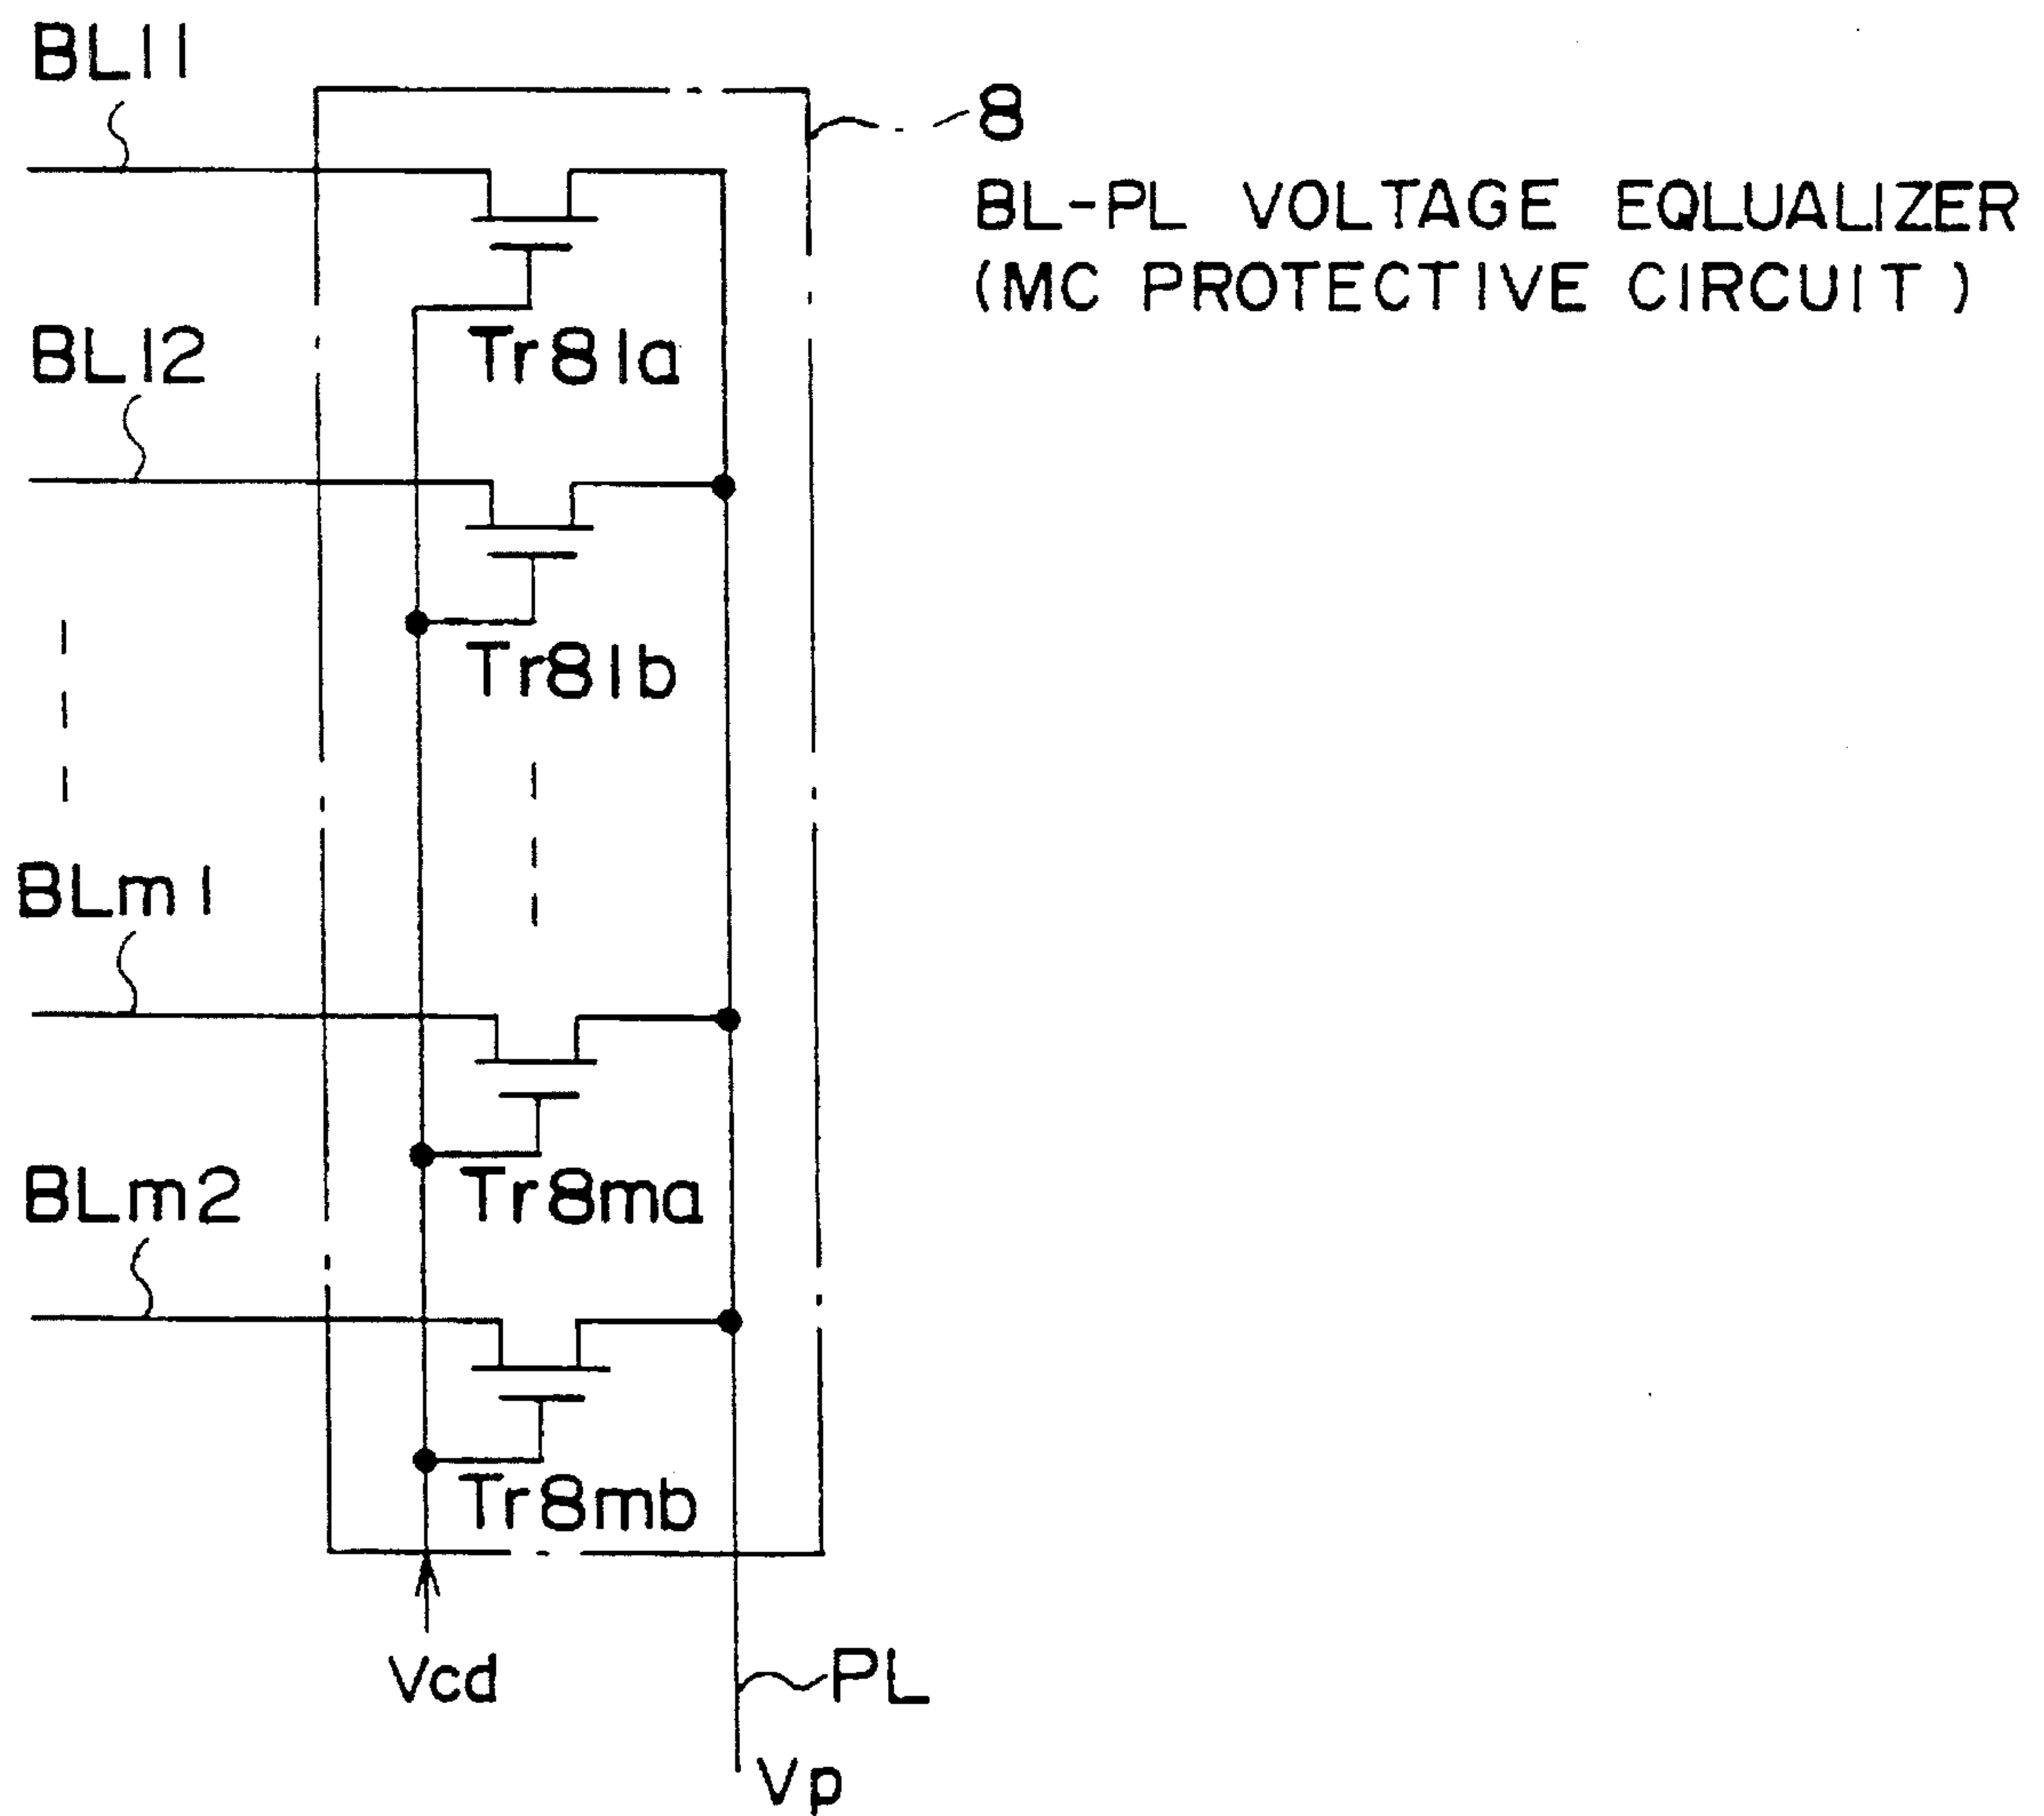 BL11
8
BL-PL VOLTAGE EQLUALIZER
(MC PROTECTIVE CIRCUIT)
Tr81a
BL12
Tr81b
BLm1
Tr8ma
BLm2
Tr8mb
Vcd
PL
Vp